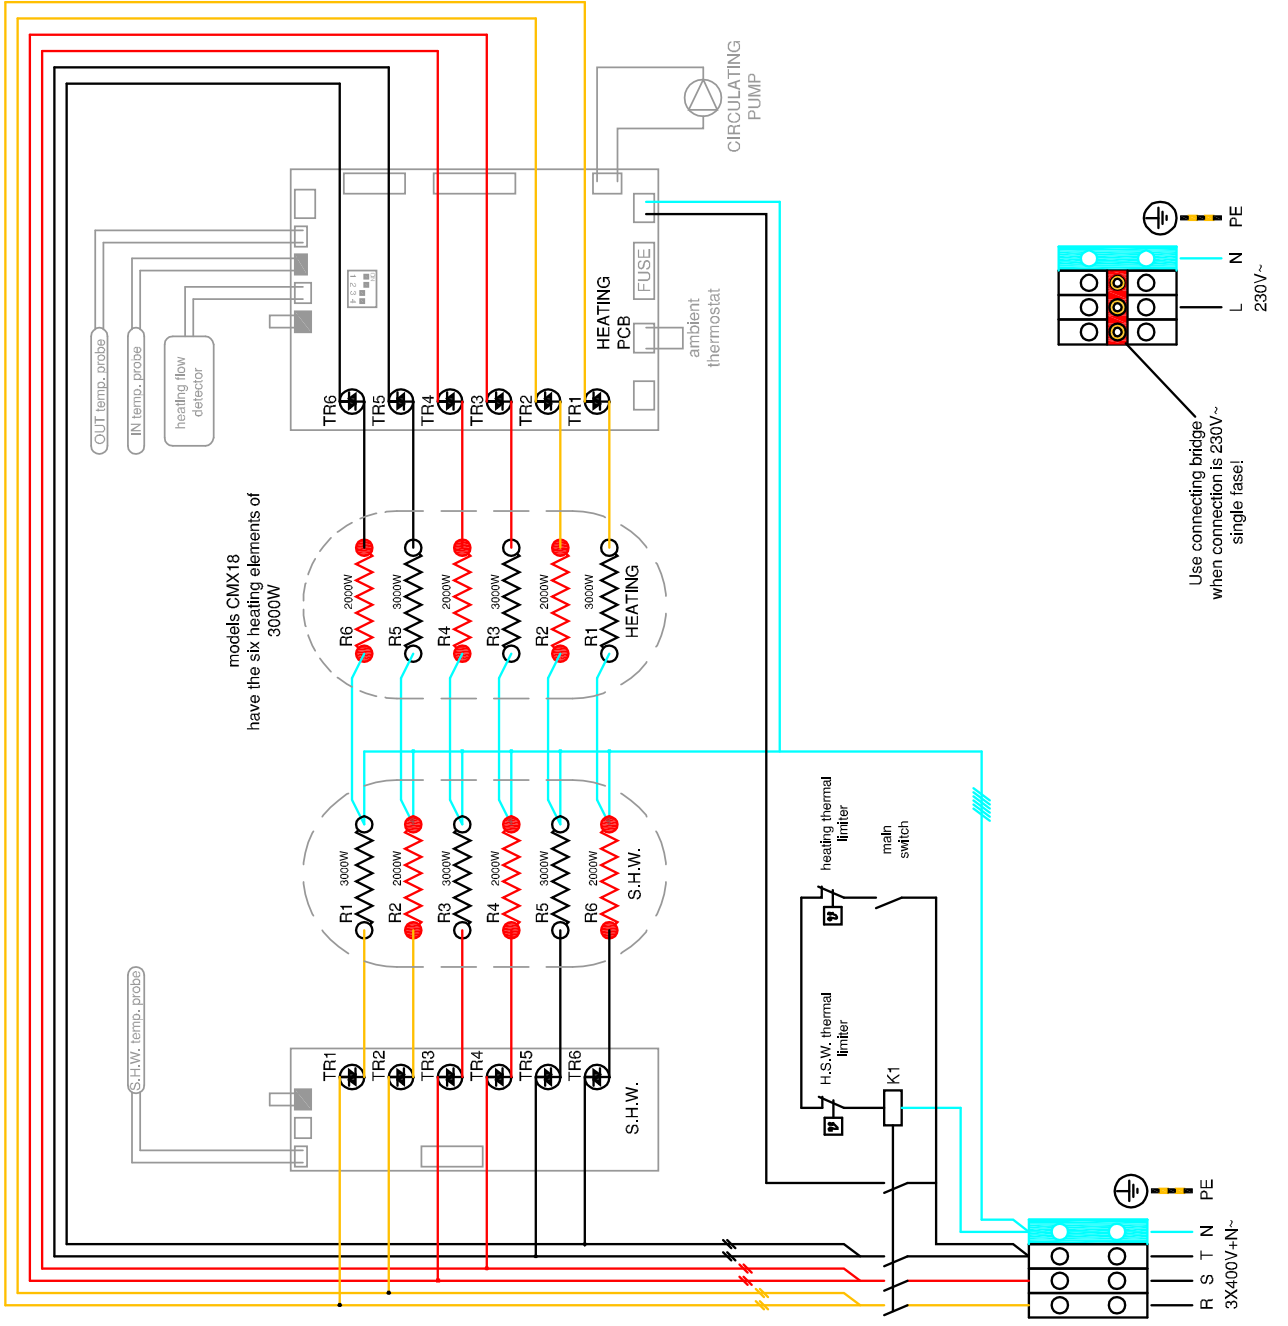 CIRCULATING
PUMP
OUT temp. probe
IN temp. probe
heating flow
detector
FUSE
HEATING
PCB
ambient
thermostat
1 2 3 4
TR6
TR5
TR4
TR3
TR2
TR1
models CMX18
have the six heating elements of
3000W
R6
2000W
R5
3000W
R4
2000W
R3
3000W
R2
2000W
R1
3000W
HEATING
R1
3000W
R2
2000W
R3
3000W
R4
2000W
R5
3000W
R6
2000W
S.H.W.
S.H.W. temp. probe
TR1
TR2
TR3
TR4
TR5
TR6
S.H.W.
heating thermal
limiter
main
switch
H.S.W. thermal
limiter
K1
PE
N
T
S
R
3X400V+N~
PE
N
L
230V~
Use connecting bridge
when connection is 230V~
single fase!